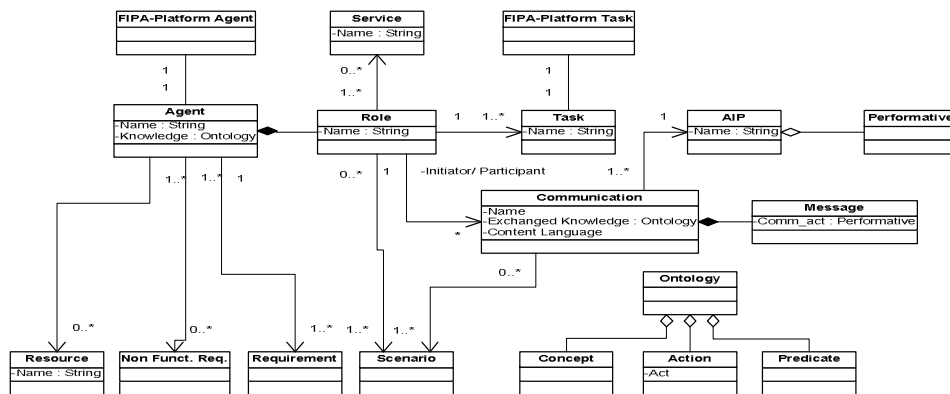 FIPA-Platform Agent
Service
-Name : String
FIPA-Platform Task
1
1
0..*
1..*
1
1
Agent
-Name : String
-Knowledge : Ontology
Role
-Name : String
1
1..*
Task
-Name : String
1
AIP
-Name : String
Performative
1..*
1..*
1
0..*
1
-Initiator/ Participant
1..*
Communication
-Name
-Exchanged Knowledge : Ontology
-Content Language
*
Message
-Comm_act : Performative
0..*
Ontology
0..*
0..*
1..*
1..*
1..*
Resource
-Name : String
Non Funct. Req.
Requirement
Scenario
Concept
Action
-Act
Predicate